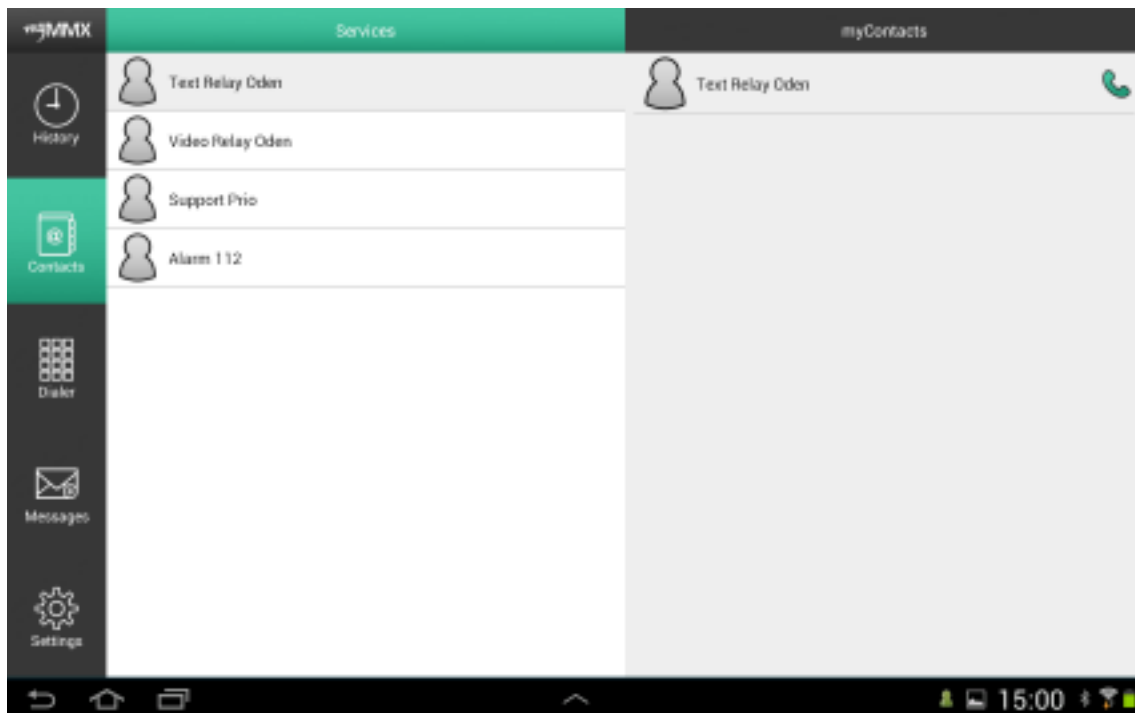 myMMX
Services
myContacts
History
Contacts
Dialer
Messages
Settings
Text Relay Oden
Video Relay Oden
Support Prio
Alarm 112
Text Relay Oden
15:00